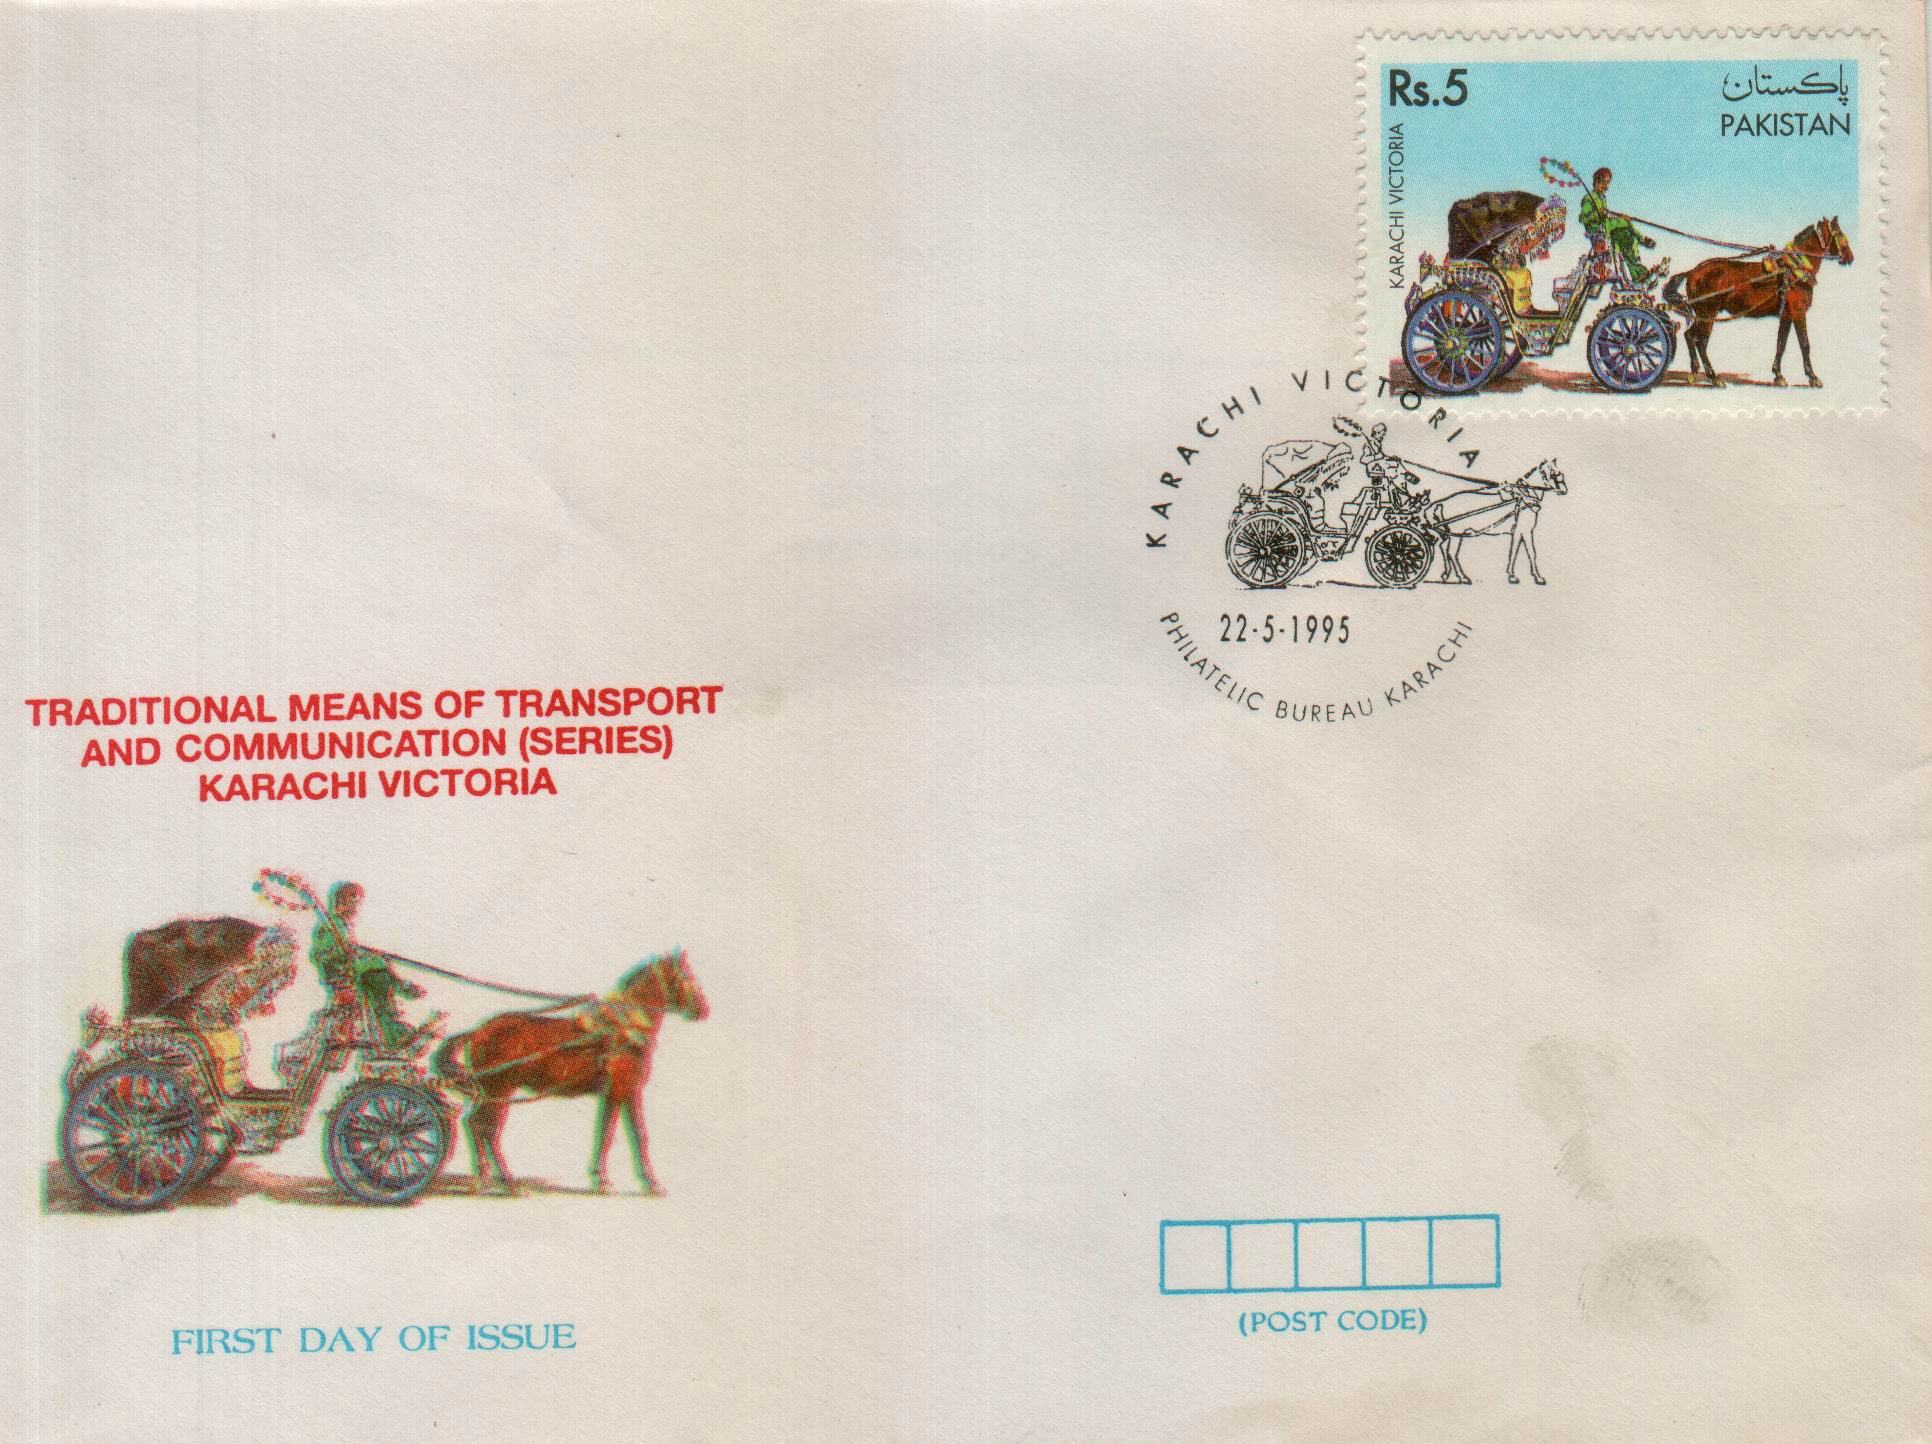 Rs.5
پاکستان
PAKISTAN
KARACHI VICTORIA
KARACHI VICTORIA
22-5-1995
PHILATELIC BUREAU KARACHI
TRADITIONAL MEANS OF TRANSPORT
AND COMMUNICATION (SERIES)
KARACHI VICTORIA
FIRST DAY OF ISSUE
(POST CODE)